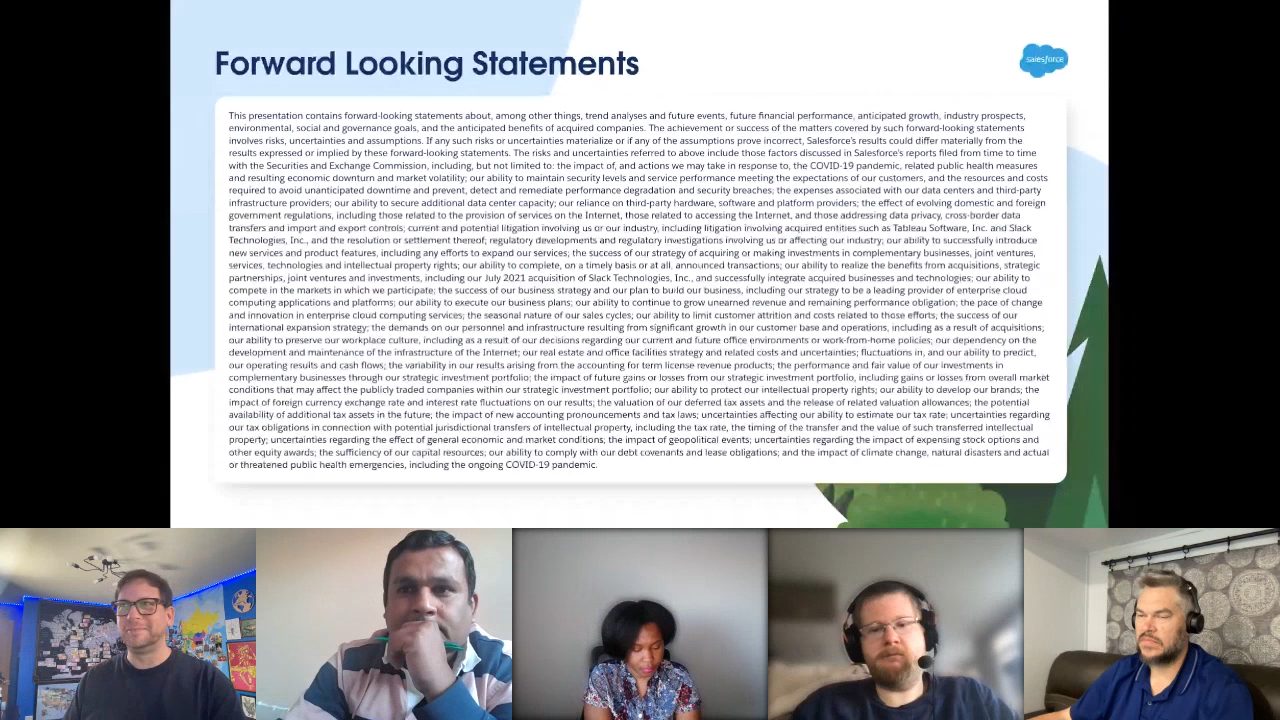 Forward Looking Statements
salesforce
This presentation contains forward-looking statements about, among other things, trend analyses and future events, future financial performance, anticipated growth, industry prospects,
environmental, social and governance goals, and the anticipated benefits of acquired companies. The achievement or success of the matters covered by such forward-looking statements
involves risks, uncertainties and assumptions. If any such risks or uncertainties materialize or if any of the assumptions prove incorrect, Salesforce's results could differ materially from the
results expressed or implied by these forward-looking statements. The risks and uncertainties referred to above include those factors discussed in Salesforce's reports filed from time to time
with the Securities and Exchange Commission, including, but not limited to: the impact of, and actions we may take in response to, the COVID-19 pandemic, related public health measures
and resulting economic downturn and market volatility; our ability to maintain security levels and service performance meeting the expectations of our customers, and the resources and costs
required to avoid unanticipated downtime and prevent, detect and remediate performance degradation and security breaches; the expenses associated with our data centers and third-party
infrastructure providers; our ability to secure additional data center capacity; our reliance on third-party hardware, software and platform providers; the effect of evolving domestic and foreign
government regulations, including those related to the provision of services on the Internet, those related to accessing the Internet, and those addressing data privacy, cross-border data
transfers and import and export controls; current and potential litigation involving us or our industry, including litigation involving acquired entities such as Tableau Software, Inc. and Slack
Technologies, Inc., and the resolution or settlement thereof; regulatory developments and regulatory investigations involving us or affecting our industry; our ability to successfully introduce
new services and product features, including any efforts to expand our services; the success of our strategy of acquiring or making investments in complementary businesses, joint ventures,
services, technologies and intellectual property rights; our ability to complete, on a timely basis or at all, announced transactions; our ability to realize the benefits from acquisitions, strategic
partnerships, joint ventures and investments, including our July 2021 acquisition of Slack Technologies, Inc., and successfully integrate acquired businesses and technologies; our ability to
compete in the markets in which we participate; the success of our business strategy and our plan to build our business, including our strategy to be a leading provider of enterprise cloud
computing applications and platforms; our ability to execute our business plans; our ability to continue to grow unearned revenue and remaining performance obligation; the pace of change
and innovation in enterprise cloud computing services; the seasonal nature of our sales cycles; our ability to limit customer attrition and costs related to those efforts; the success of our
international expansion strategy; the demands on our personnel and infrastructure resulting from significant growth in our customer base and operations, including as a result of acquisitions;
our ability to preserve our workplace culture, including as a result of our decisions regarding our current and future office environments or work-from-home policies; our dependency on the
development and maintenance of the infrastructure of the Internet; our real estate and office facilities strategy and related costs and uncertainties; fluctuations in, and our ability to predict,
our operating results and cash flows; the variability in our results arising from the accounting for term license revenue products; the performance and fair value of our investments in
complementary businesses through our strategic investment portfolio; the impact of future gains or losses from our strategic investment portfolio, including gains or losses from overall market
conditions that may affect the publicly traded companies within our strategic investment portfolio; our ability to protect our intellectual property rights; our ability to develop our brands; the
impact of foreign currency exchange rate and interest rate fluctuations on our results; the valuation of our deferred tax assets and the release of related valuation allowances; the potential
availability of additional tax assets in the future; the impact of new accounting pronouncements and tax laws; uncertainties affecting our ability to estimate our tax rate; uncertainties regarding
our tax obligations in connection with potential jurisdictional transfers of intellectual property, including the tax rate, the timing of the transfer and the value of such transferred intellectual
property; uncertainties regarding the effect of general economic and market conditions; the impact of geopolitical events; uncertainties regarding the impact of expensing stock options and
other equity awards; the sufficiency of our capital resources; our ability to comply with our debt covenants and lease obligations; and the impact of climate change, natural disasters and actual
or threatened public health emergencies, including the ongoing COVID-19 pandemic.